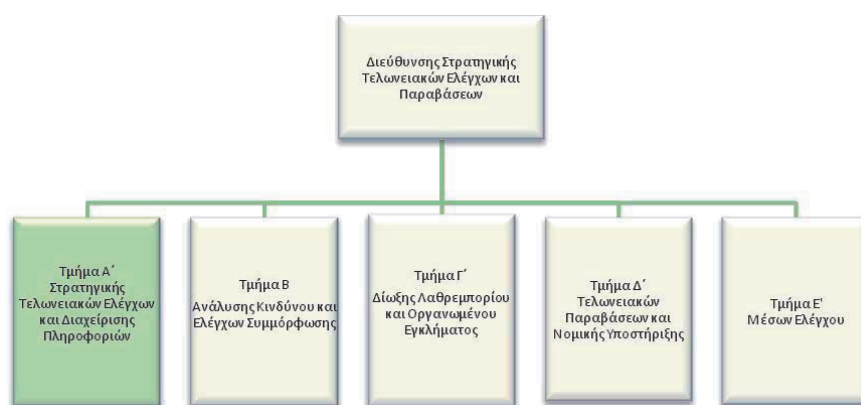 Διεύθυνσης Στρατηγικής
Τελωνειακών Ελέγχων και
Παραβάσεων
Τμήμα Α΄
Στρατηγικής
Τελωνειακών Ελέγχων
και Διαχείρισης
Πληροφοριών
Τμήμα Β
Ανάλυσης Κινδύνου και
Ελέγχων Συμμόρφωσης
Τμήμα Γ΄
Δίωξης Λαθρεμπορίου
και Οργανωμένου
Εγκλήματος
Τμήμα Δ΄
Τελωνειακών
Παραβάσεων και
Νομικής Υποστήριξης
Τμήμα Ε'
Μέσων Ελέγχου